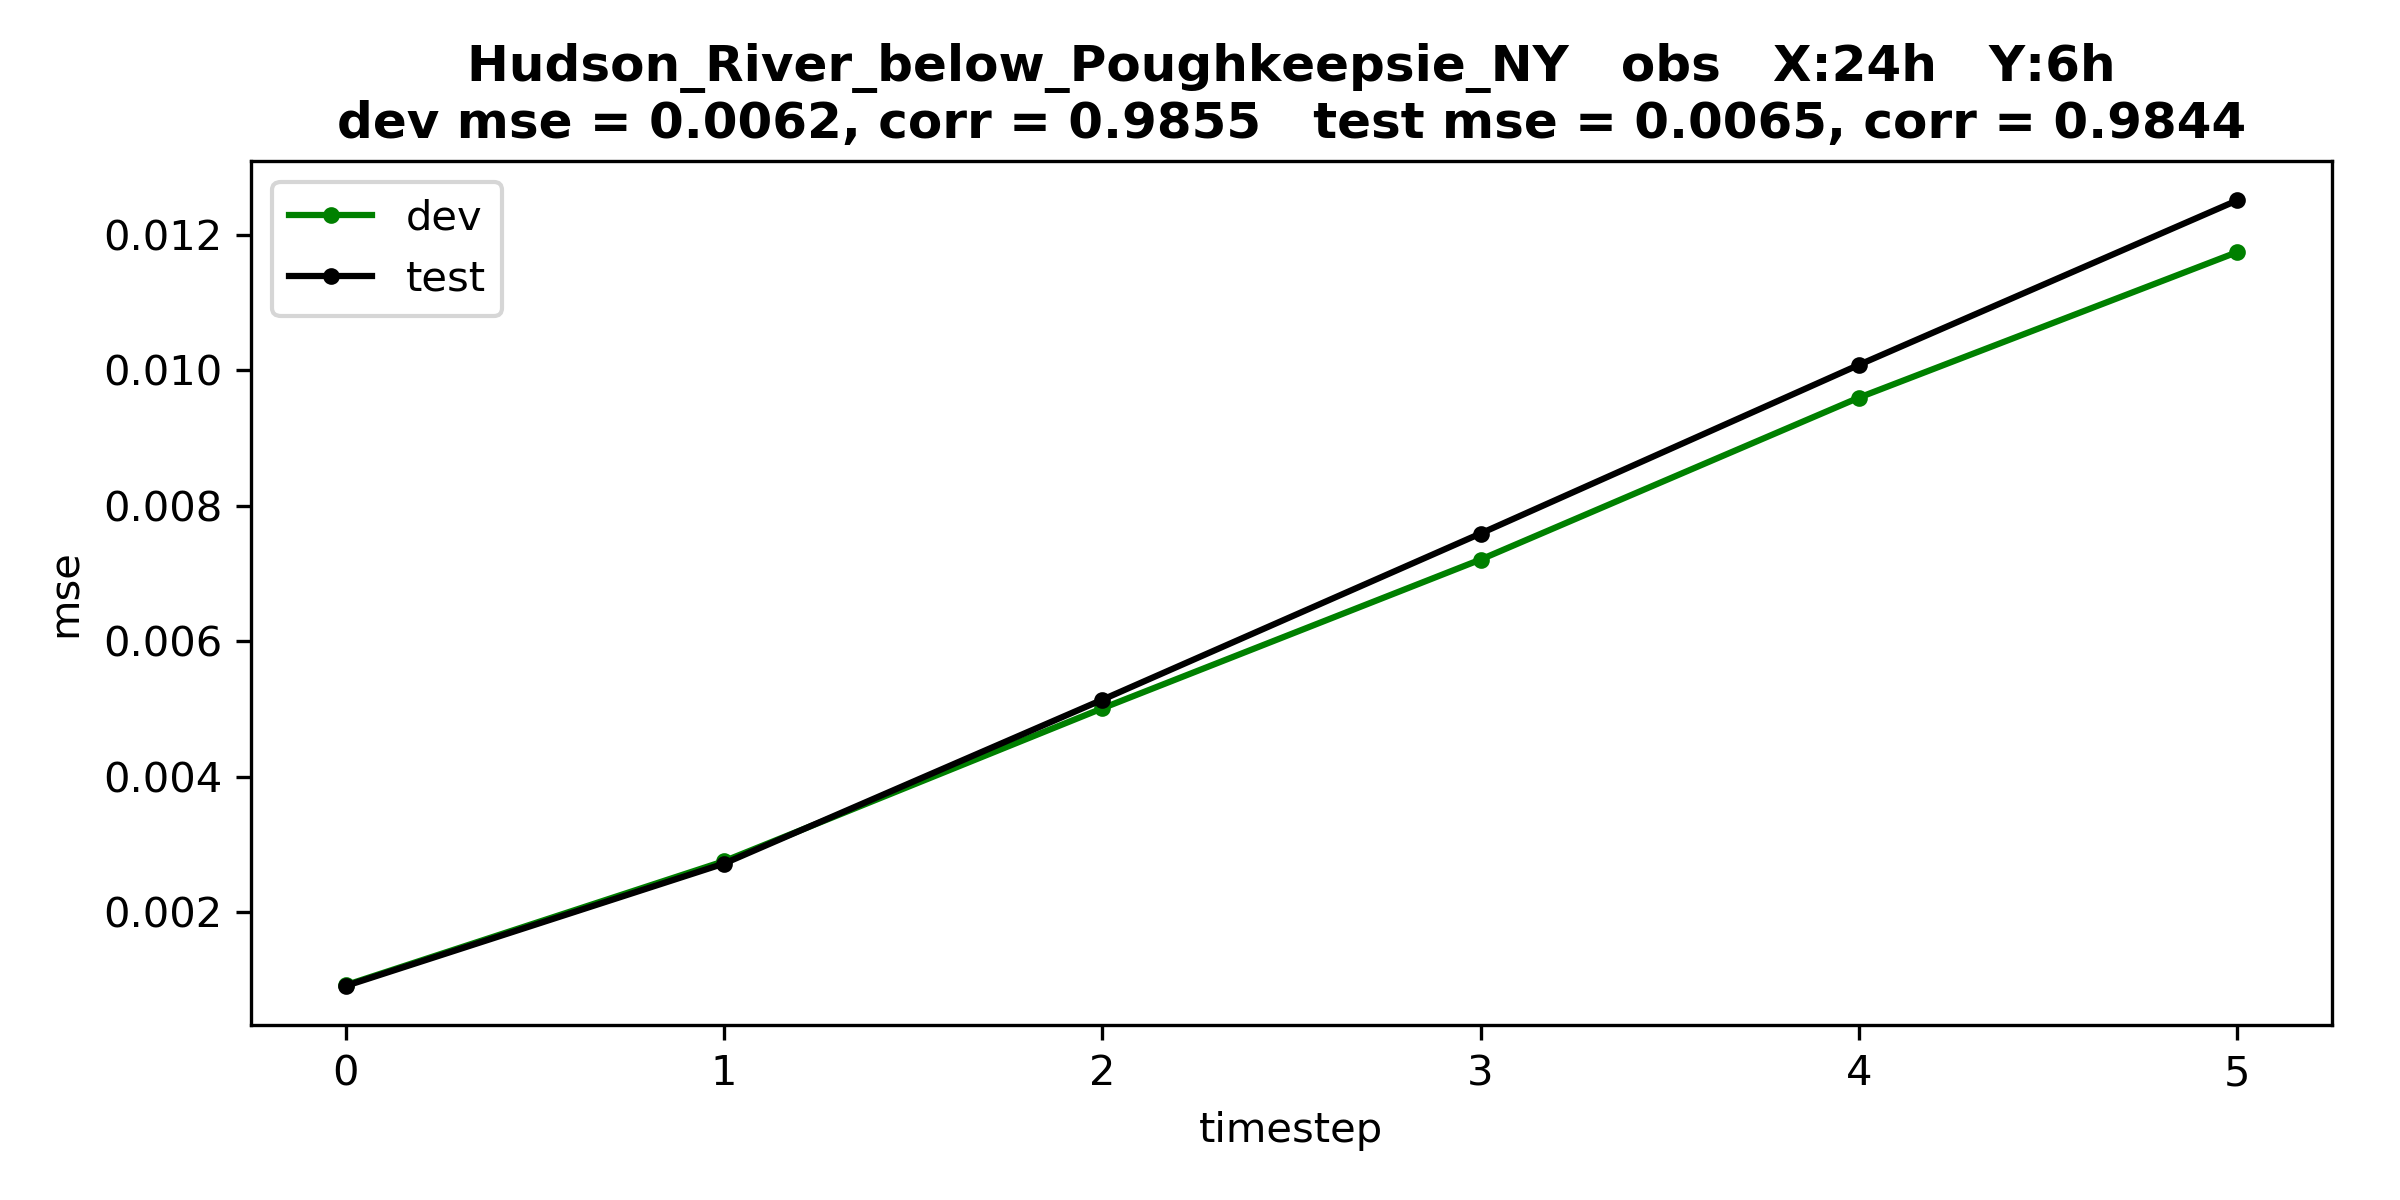 Hudson_River_below_Poughkeepsie_NY   obs   X:24h   Y:6h
dev mse = 0.0062, corr = 0.9855   test mse = 0.0065, corr = 0.9844
dev
test
0.012
0.010
0.008
0.006
0.004
0.002
mse
0 1 2 3 4 5
timestep